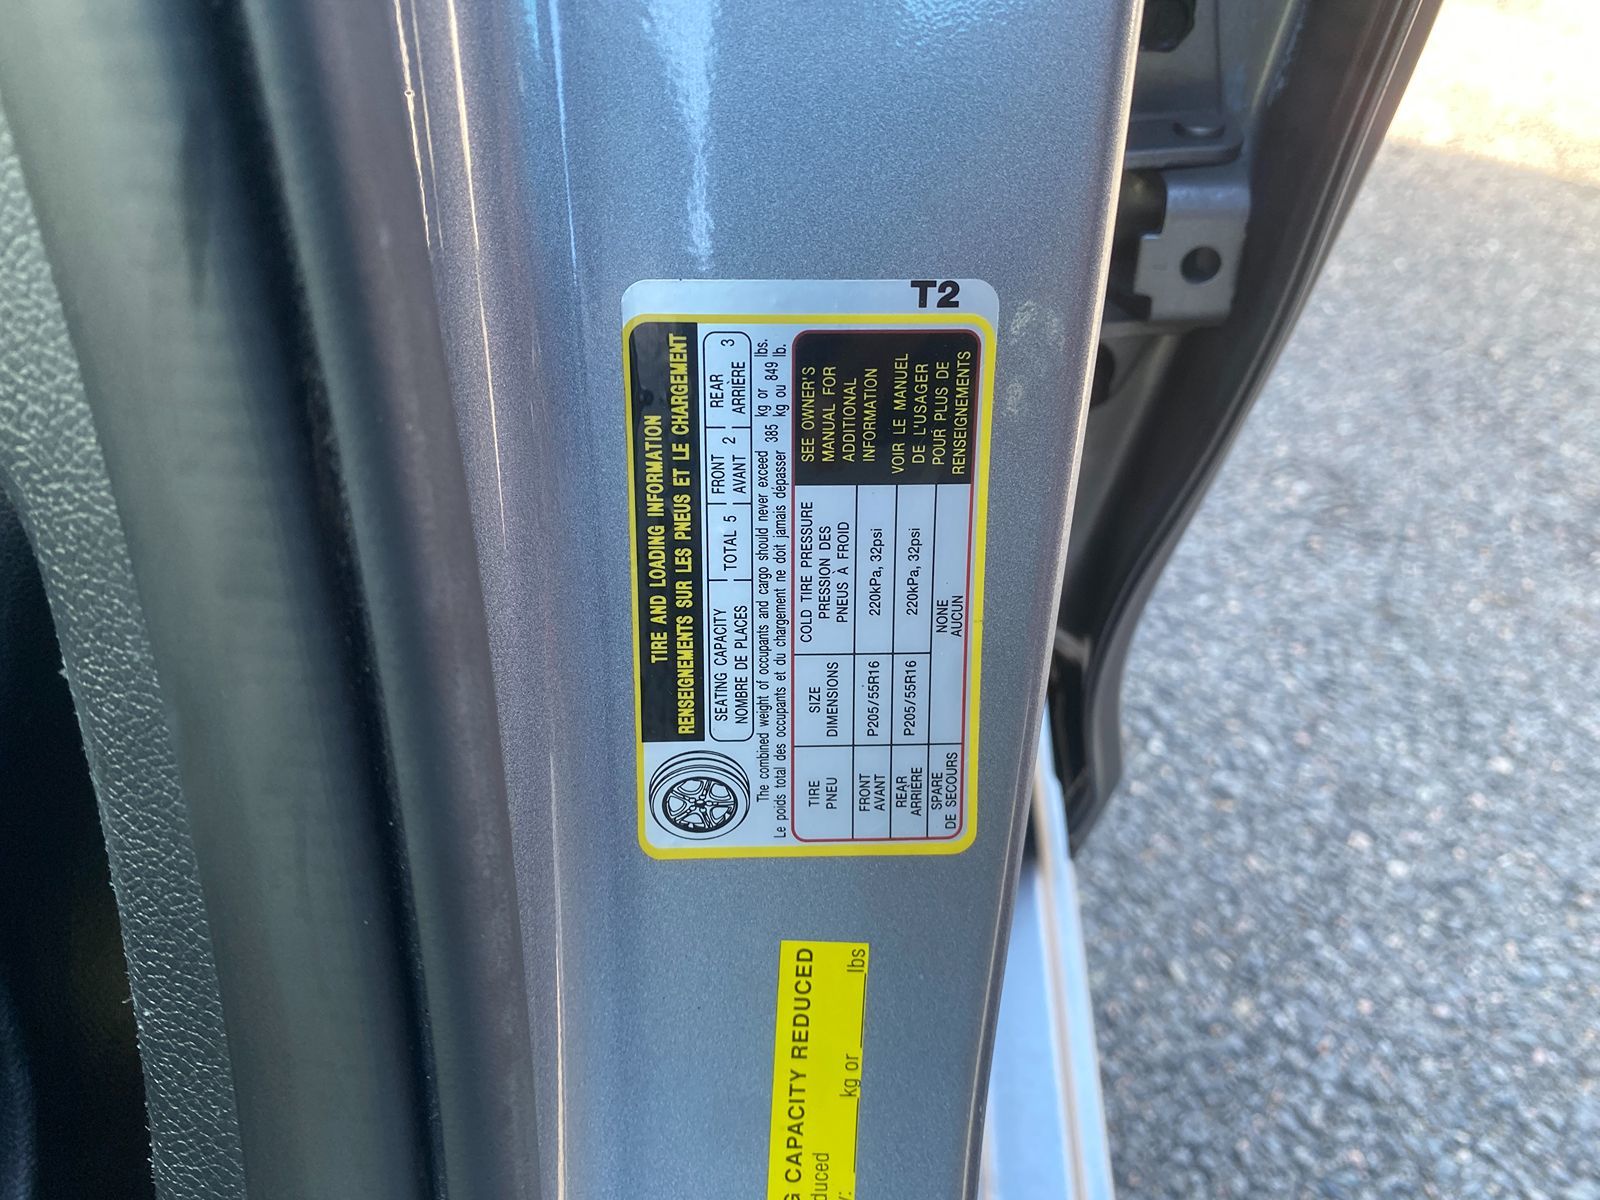 T2
TIRE AND LOADING INFORMATION
RENSEIGNEMENTS SUR LES PNEUS ET LE CHARGEMENT
SEATING CAPACITY TOTAL 5 FRONT 2 REAR 3
NOMBRE DE PLACES AVANT ARRIÈRE
The combined weight of occupants and cargo should never exceed 385 kg or 849 lbs.
Le poids total des occupants et du chargement ne doit jamais dépasser kg ou lb.
TIRE SIZE COLD TIRE PRESSURE
PNEU DIMENSIONS PRESSION DES
PNEUS À FROID
FRONT P205/55R16 220kPa, 32psi
AVANT
REAR P205/55R16 220kPa, 32psi
ARRIÈRE
SPARE NONE
DE SECOURS AUCUN
SEE OWNER'S
MANUAL FOR
ADDITIONAL
INFORMATION
VOIR LE MANUEL
DE L'USAGER
POUR PLUS DE
RENSEIGNEMENTS
CAPACITY REDUCED
kg or lbs